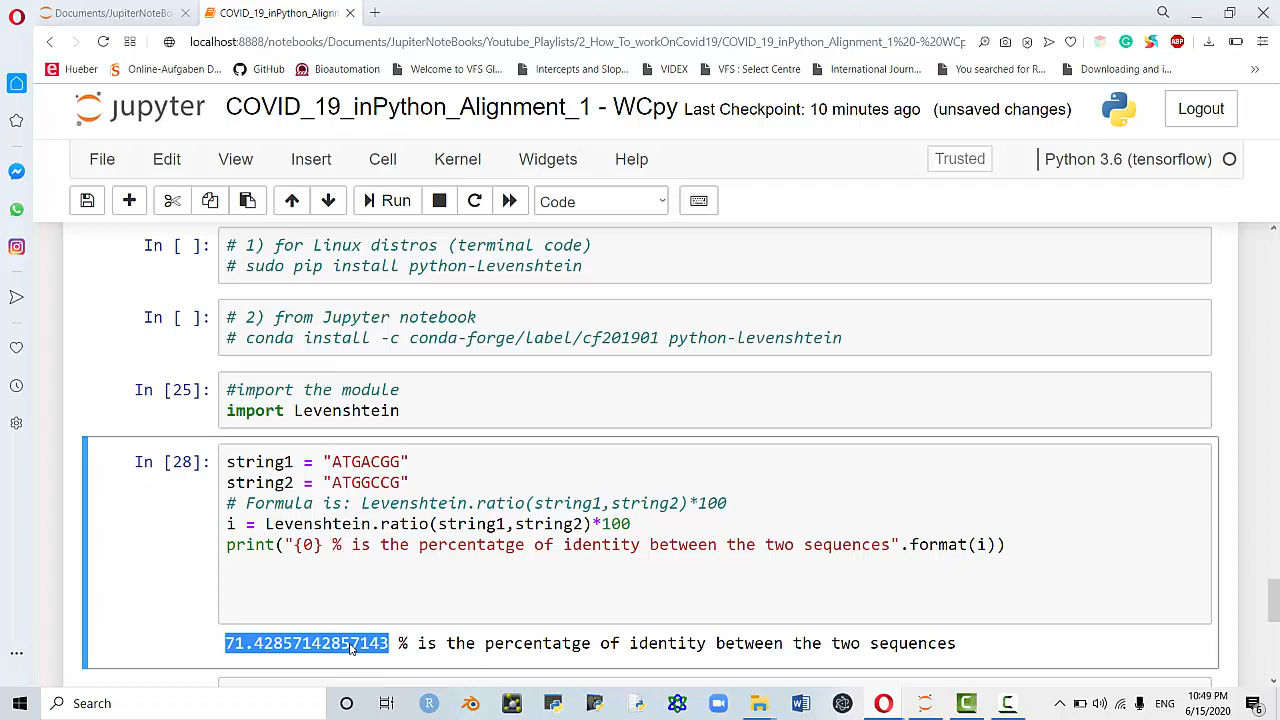 Documents/JupiterNoteBo
COVID_19_inPython_Alignm
localhost:8888/notebooks/Documents/JupiterNoteBooks/Youtube_Playlists/2_How_To_workOnCovid19/COVID_19_inPython_Alignment_1%20-%20WCp
ABP
Hueber
Online-Aufgaben D...
GitHub
Bioautomation
Welcome to VFS Gl...
Intercepts and Slop...
VIDEX
VFS : Select Centre
International Journ...
You searched for R...
Downloading and i...
jupyter COVID_19_inPython_Alignment_1 - WCpy Last Checkpoint: 10 minutes ago (unsaved changes) Logout
File Edit View Insert Cell Kernel Widgets Help Trusted Python 3.6 (tensorflow)
Run Code
In [ ]: # 1) for Linux distros (terminal code)
# sudo pip install python-Levenshtein
In [ ]: # 2) from Jupyter notebook
# conda install -c conda-forge/label/cf201901 python-levenshtein
In [25]: #import the module
import Levenshtein
In [28]: string1 = "ATGACGG"
string2 = "ATGGCCG"
# Formula is: Levenshtein.ratio(string1,string2)*100
i = Levenshtein.ratio(string1,string2)*100
print("{0} % is the percentatge of identity between the two sequences".format(i))
71.42857142857143 % is the percentatge of identity between the two sequences
Search
ENG
10:49 PM
6/15/2020
6